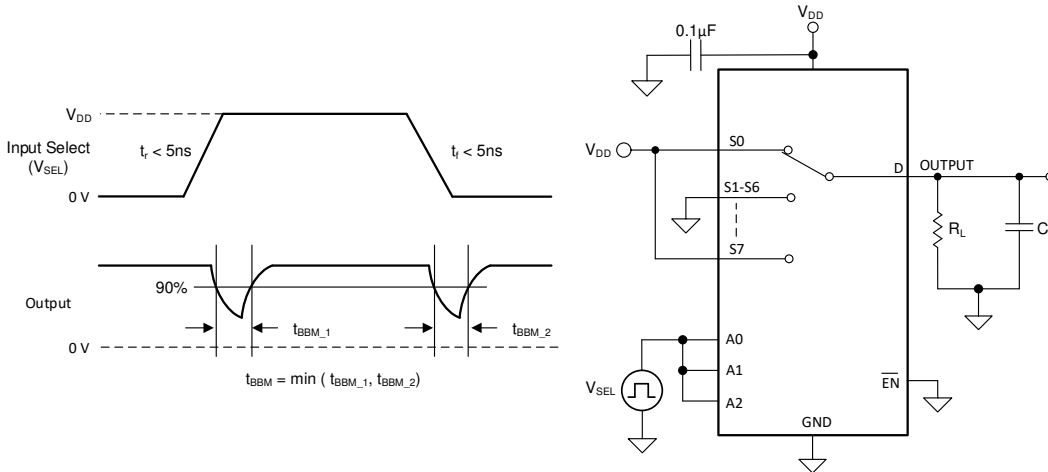 V_DD
Input Select
(V_SEL)
t_r < 5ns
t_f < 5ns
0 V
Output
90%
t_BBM_1
t_BBM_2
0 V
t_BBM = min ( t_BBM_1, t_BBM_2)
V_DD
0.1µF
V_DD
S0
S1-S6
S7
D
OUTPUT
R_L
C
A0
A1
A2
V_SEL
EN
GND